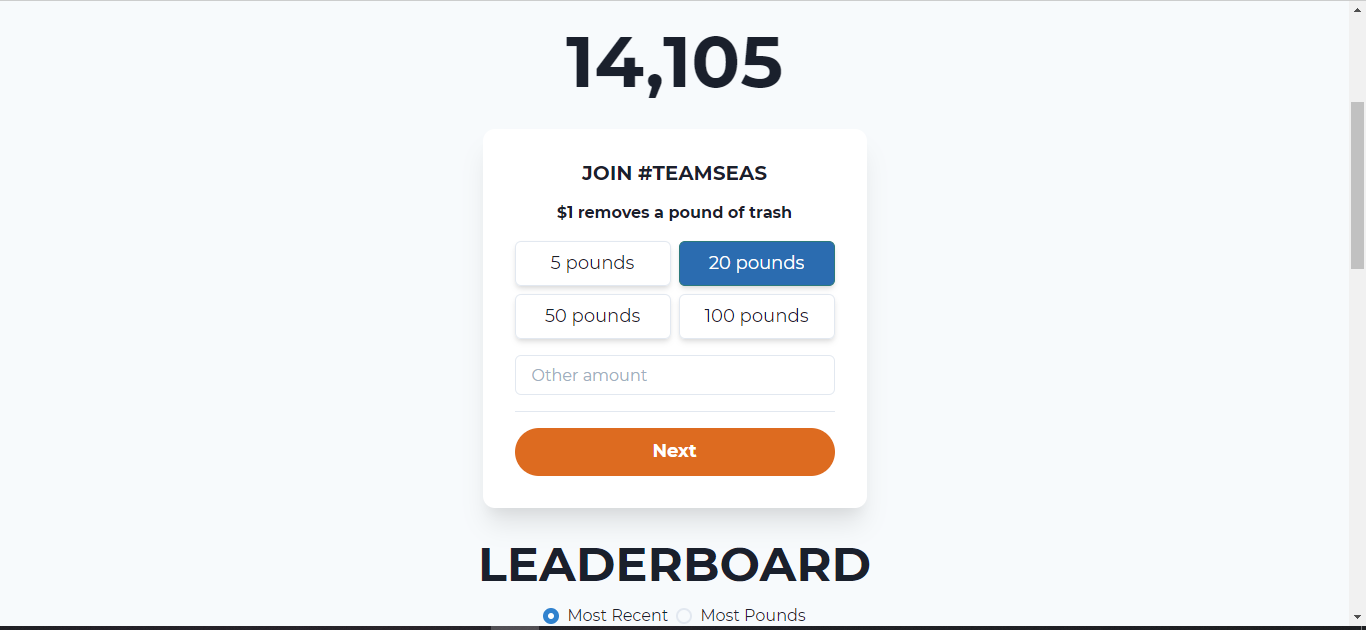 14,105
JOIN #TEAMSEAS
$1 removes a pound of trash
5 pounds 20 pounds
50 pounds 100 pounds
Other amount
Next
LEADERBOARD
Most Recent Most Pounds